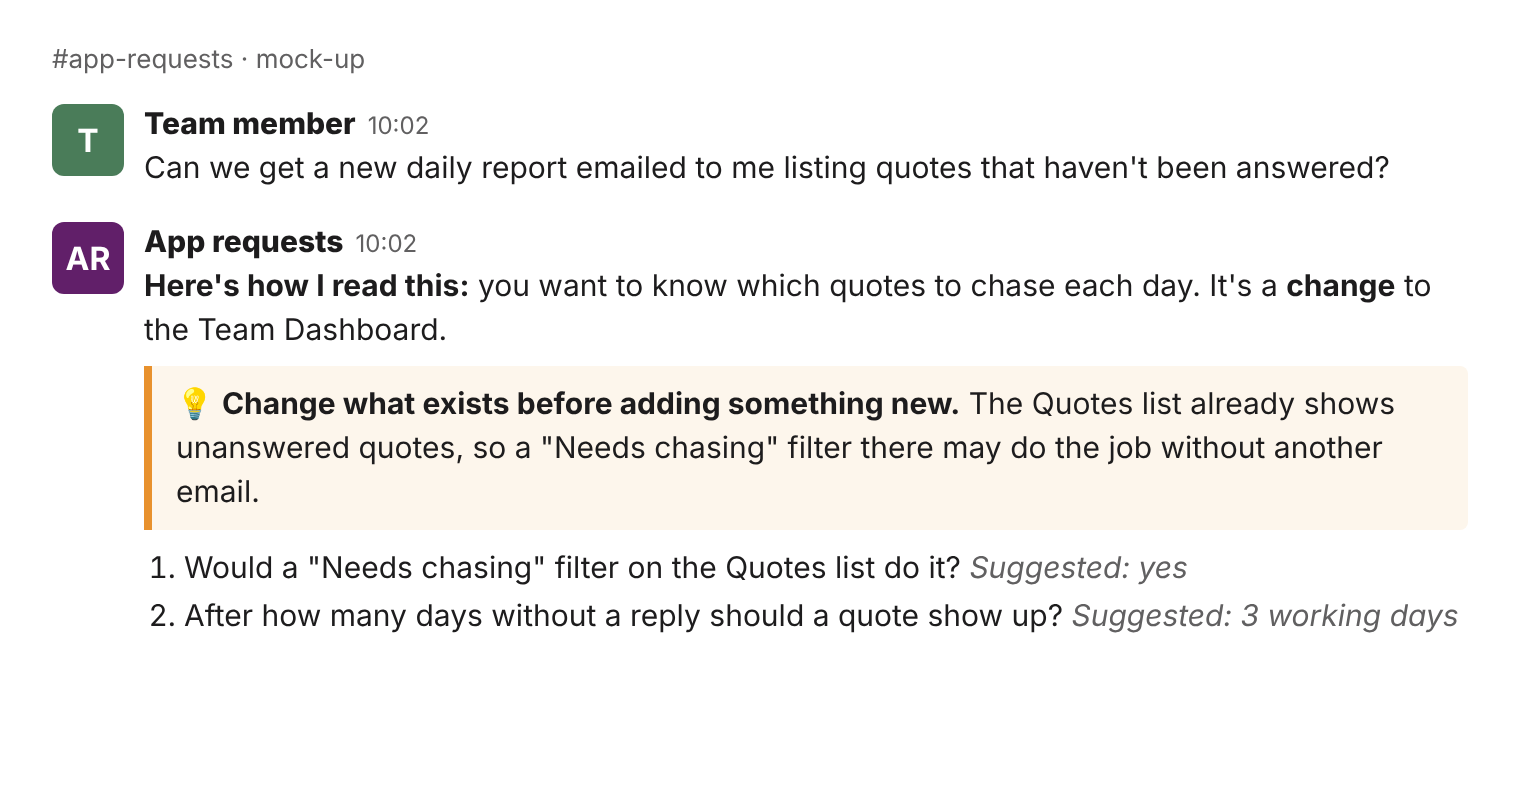 #app-requests · mock-up
T
Team member 10:02
Can we get a new daily report emailed to me listing quotes that haven't been answered?
AR
App requests 10:02
Here's how I read this: you want to know which quotes to chase each day. It's a change to
the Team Dashboard.
💡 Change what exists before adding something new. The Quotes list already shows
unanswered quotes, so a "Needs chasing" filter there may do the job without another
email.
1. Would a "Needs chasing" filter on the Quotes list do it? Suggested: yes
2. After how many days without a reply should a quote show up? Suggested: 3 working days